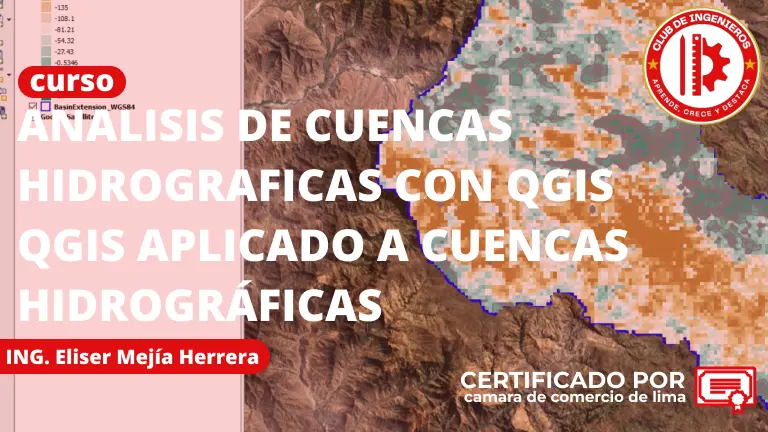 -135
-108.1
-81.21
-54.32
-27.43
-0.5346
curso
BasinExtension_WGS84
ANALISIS DE CUENCAS
HIDROGRAFICAS CON QGIS
QGIS APLICADO A CUENCAS
HIDROGRÁFICAS
ING. Eliser Mejía Herrera
CLUB DE INGENIEROS
APRENDE, CRECE Y DESTACA
CERTIFICADO POR
camara de comercio de lima